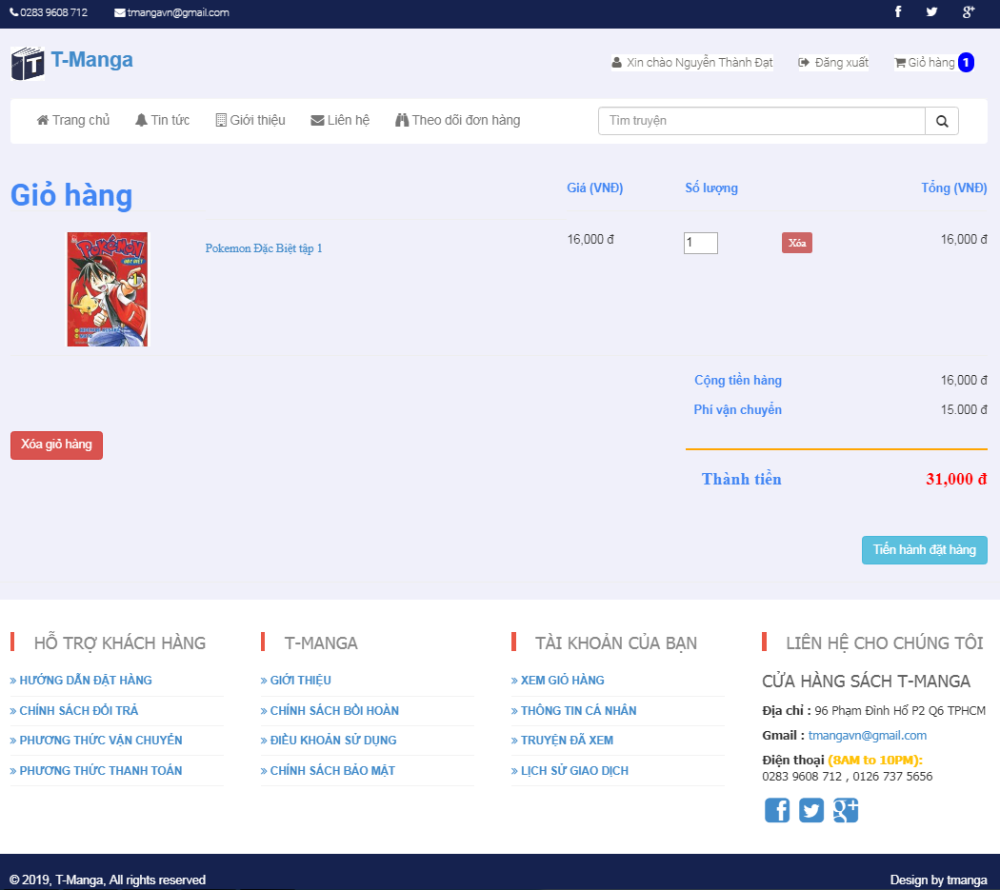 0283 9608 712 tmangavn@gmail.com
T-Manga
Xin chào Nguyễn Thành Đạt Đăng xuất Giỏ hàng 1
Trang chủ Tin tức Giới thiệu Liên hệ Theo dõi đơn hàng Tìm truyện
Giỏ hàng Giá (VNĐ) Số lượng Tổng (VNĐ)
POKÉMON
ĐẶC BIỆT
1
Pokemon Đặc Biệt tập 1 16,000 đ 1 Xóa 16,000 đ
Cộng tiền hàng 16,000 đ
Phí vận chuyển 15.000 đ
Xóa giỏ hàng
Thành tiền 31,000 đ
Tiến hành đặt hàng
HỖ TRỢ KHÁCH HÀNG
» HƯỚNG DẪN ĐẶT HÀNG
» CHÍNH SÁCH ĐỔI TRẢ
» PHƯƠNG THỨC VẬN CHUYỂN
» PHƯƠNG THỨC THANH TOÁN
T-MANGA
» GIỚI THIỆU
» CHÍNH SÁCH BỒI HOÀN
» ĐIỀU KHOẢN SỬ DỤNG
» CHÍNH SÁCH BẢO MẬT
TÀI KHOẢN CỦA BẠN
» XEM GIỎ HÀNG
» THÔNG TIN CÁ NHÂN
» TRUYỆN ĐÃ XEM
» LỊCH SỬ GIAO DỊCH
LIÊN HỆ CHO CHÚNG TÔI
CỬA HÀNG SÁCH T-MANGA
Địa chỉ : 96 Phạm Đình Hổ P2 Q6 TPHCM
Gmail : tmangavn@gmail.com
Điện thoại (8AM to 10PM):
0283 9608 712 , 0126 737 5656
© 2019, T-Manga, All rights reserved Design by tmanga